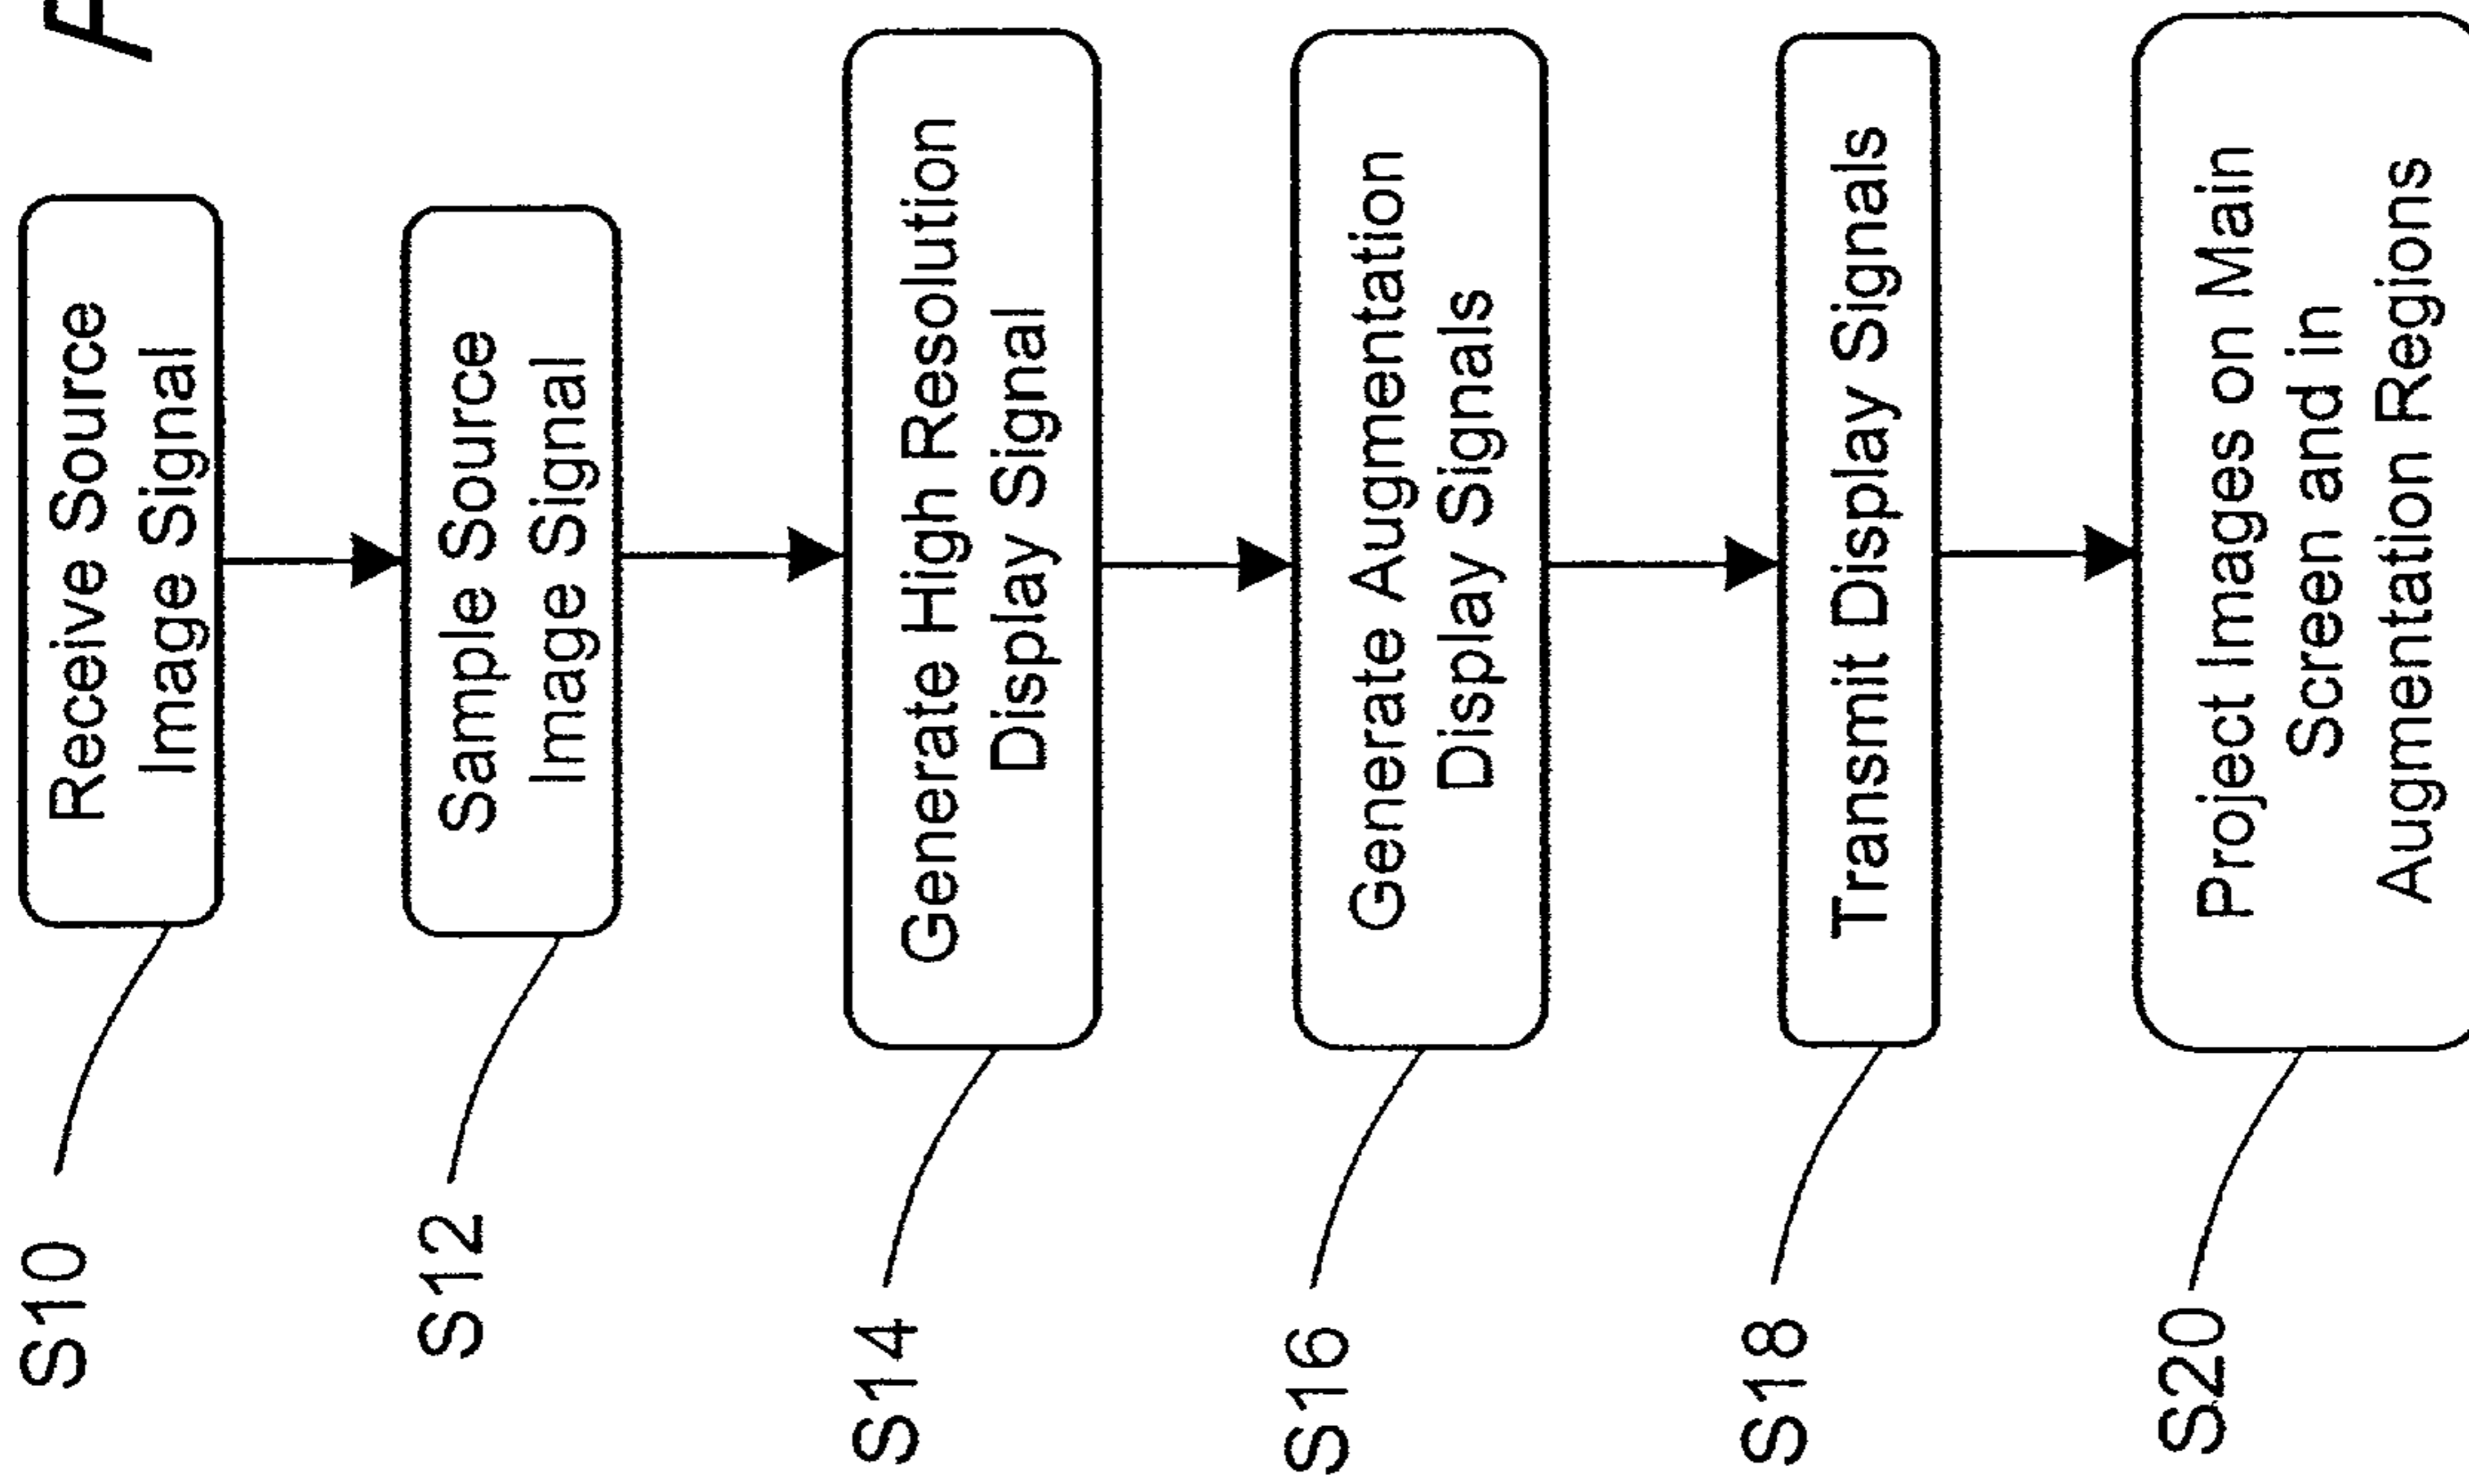 S10
Receive Source
Image Signal
S12
Sample Source
Image Signal
S14
Generate High Resolution
Display Signal
S16
Generate Augmentation
Display Signals
S18
Transmit Display Signals
S20
Project Images on Main
Screen and in
Augmentation Regions